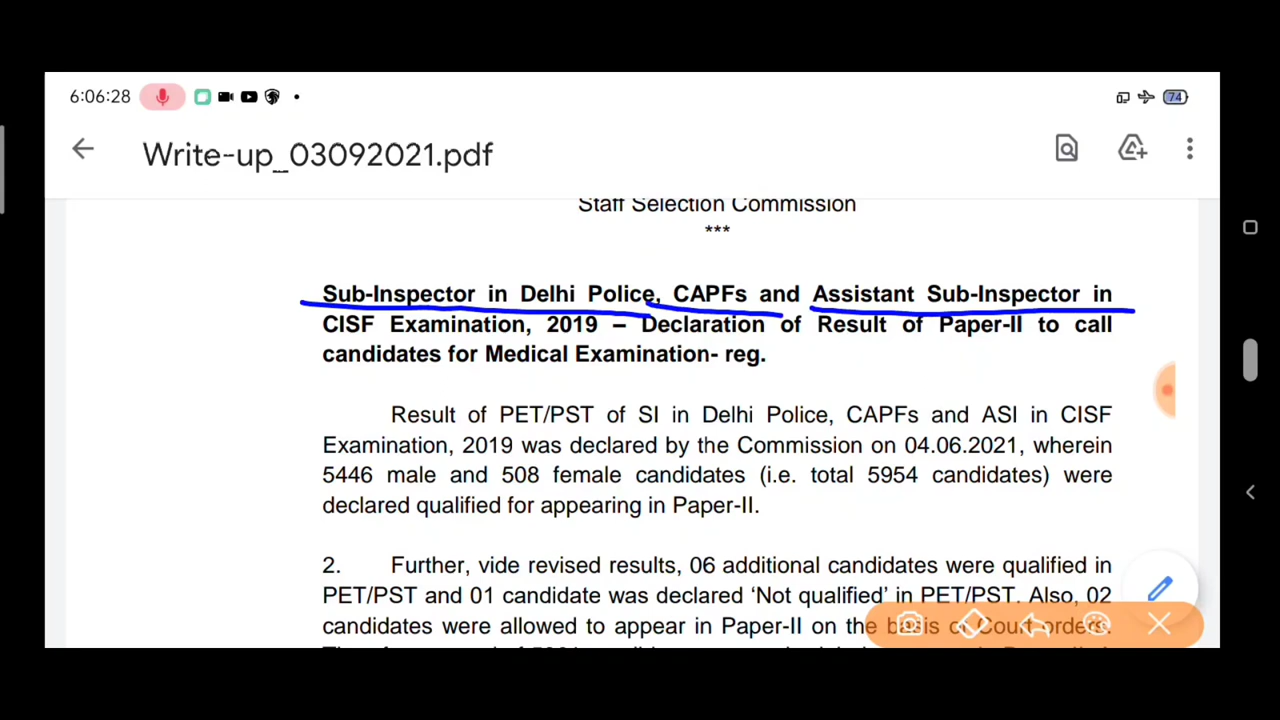 6:06:28
74
Write-up_03092021.pdf
Staff Selection Commission
***
Sub-Inspector in Delhi Police, CAPFs and Assistant Sub-Inspector in
CISF Examination, 2019 – Declaration of Result of Paper-II to call
candidates for Medical Examination- reg.
Result of PET/PST of SI in Delhi Police, CAPFs and ASI in CISF
Examination, 2019 was declared by the Commission on 04.06.2021, wherein
5446 male and 508 female candidates (i.e. total 5954 candidates) were
declared qualified for appearing in Paper-II.
2. Further, vide revised results, 06 additional candidates were qualified in
PET/PST and 01 candidate was declared ‘Not qualified’ in PET/PST. Also, 02
candidates were allowed to appear in Paper-II on the basis of Court orders.